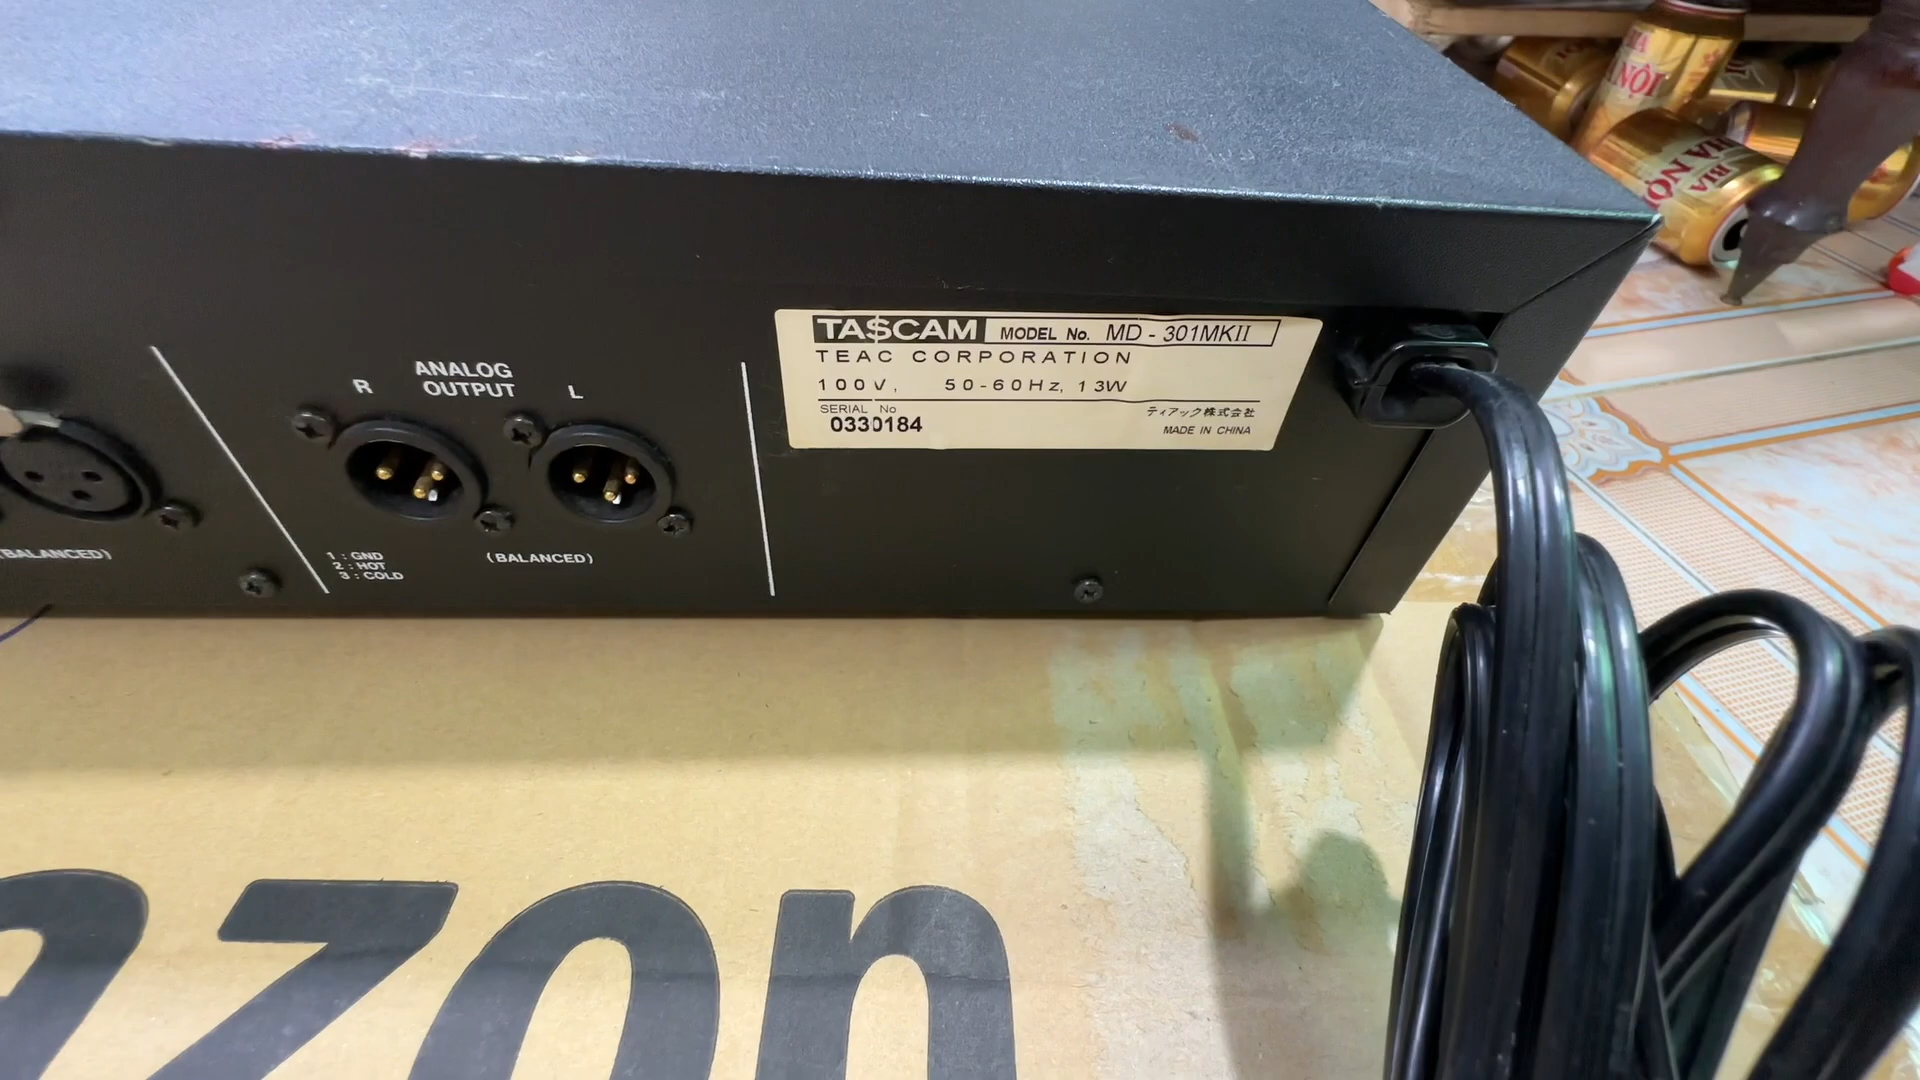 TASCAM MODEL No. MD - 301MKII
TEAC CORPORATION
100V, 50-60Hz, 13W
SERIAL No
0330184
ティアック株式会社
MADE IN CHINA
ANALOG
OUTPUT
R
L
1 : GND
2 : HOT
3 : COLD
(BALANCED)
(BALANCED)
azon
BIA
HÀ NỘI
NỘI